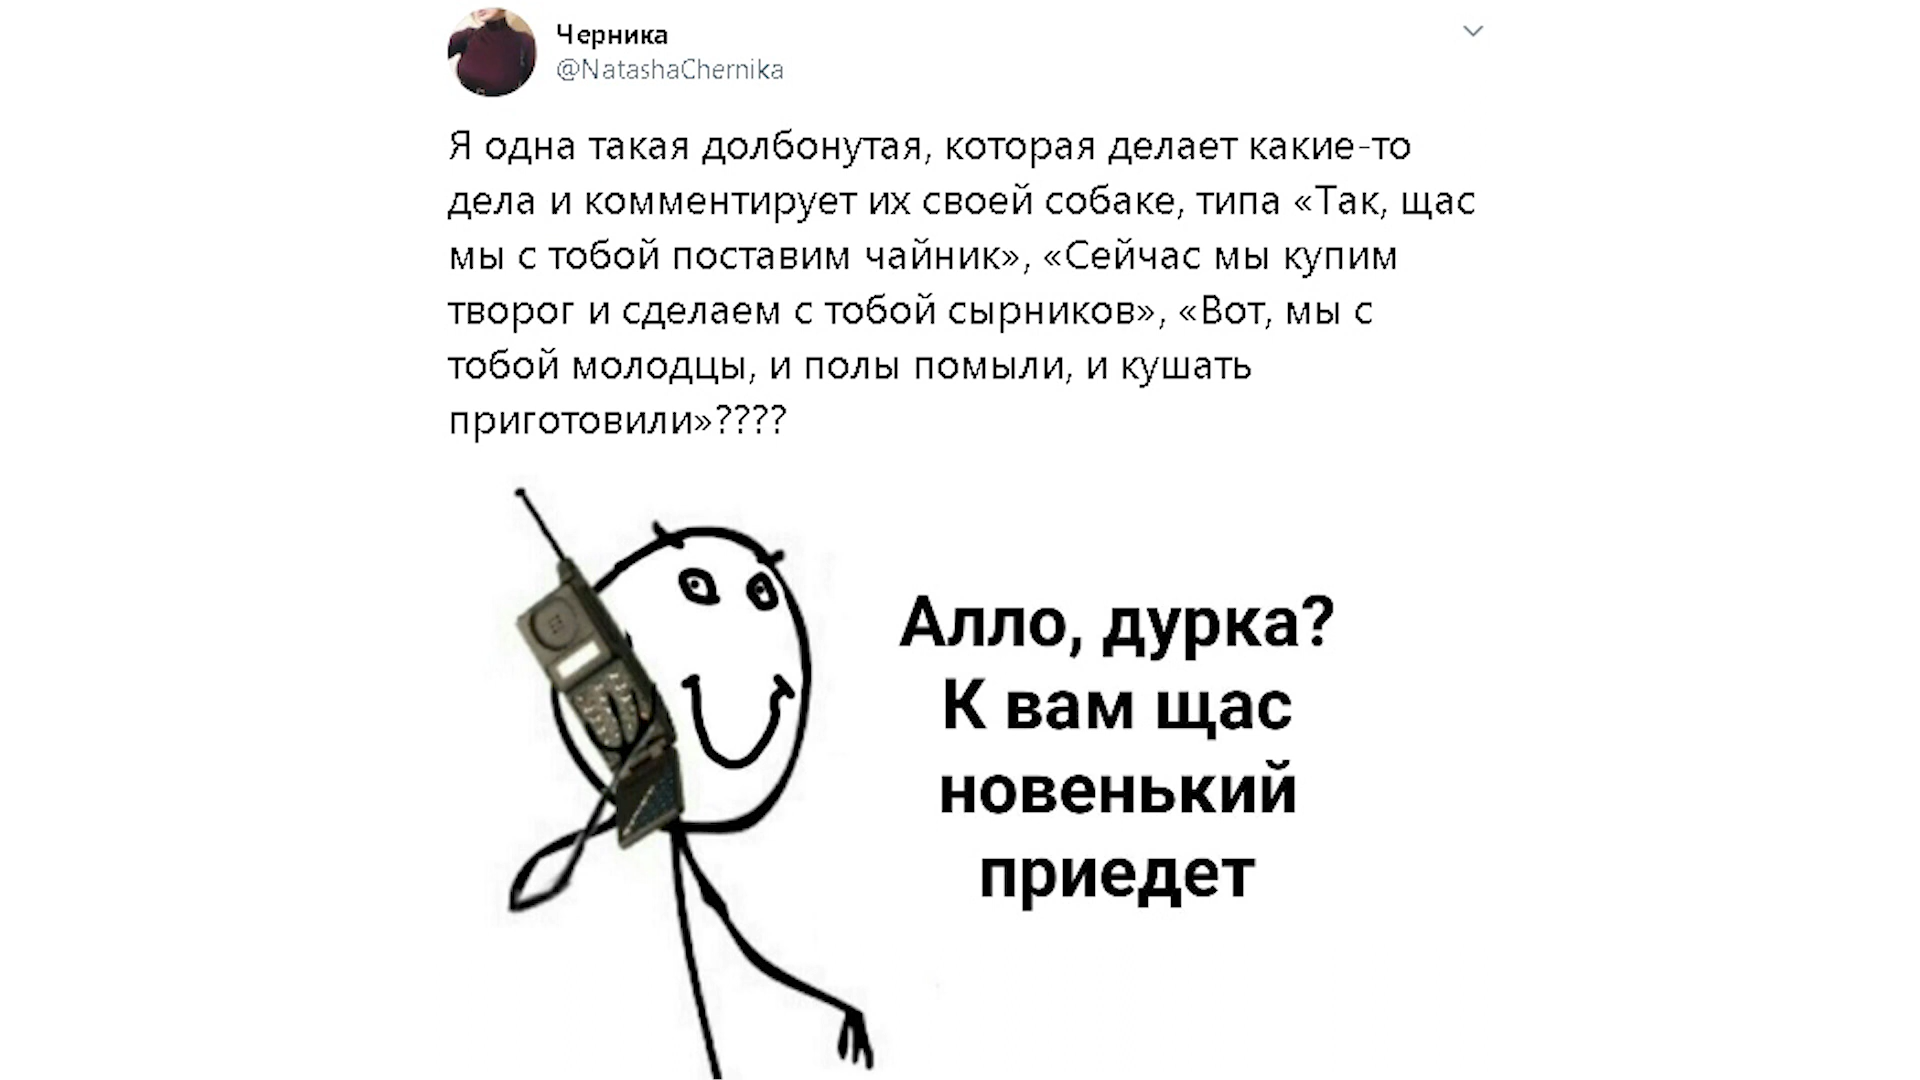 Черника
@NatashaChernika
Я одна такая долбонутая, которая делает какие-то
дела и комментирует их своей собаке, типа «Так, щас
мы с тобой поставим чайник», «Сейчас мы купим
творог и сделаем с тобой сырников», «Вот, мы с
тобой молодцы, и полы помыли, и кушать
приготовили»????
Алло, дурка?
К вам щас
новенький
приедет